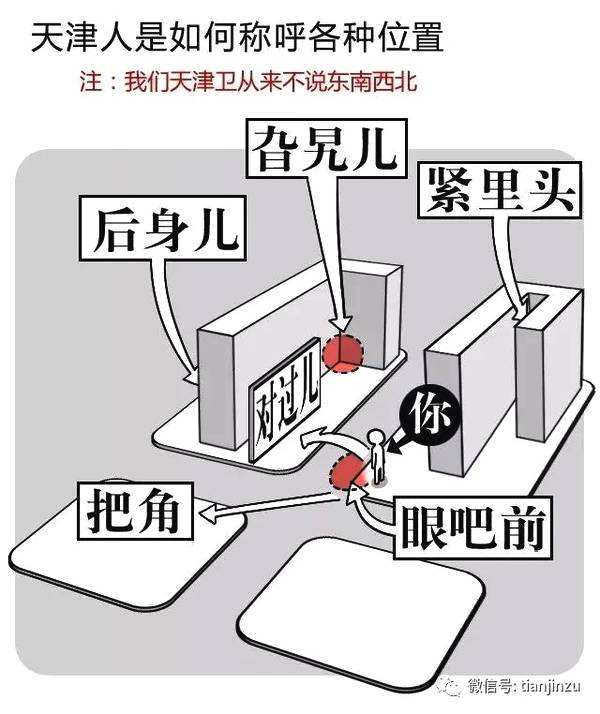 天津人是如何称呼各种位置
注：我们天津卫从来不说东南西北
旮旯儿
紧里头
后身儿
对过儿
你
把角
眼吧前
微信号: tianjinzu